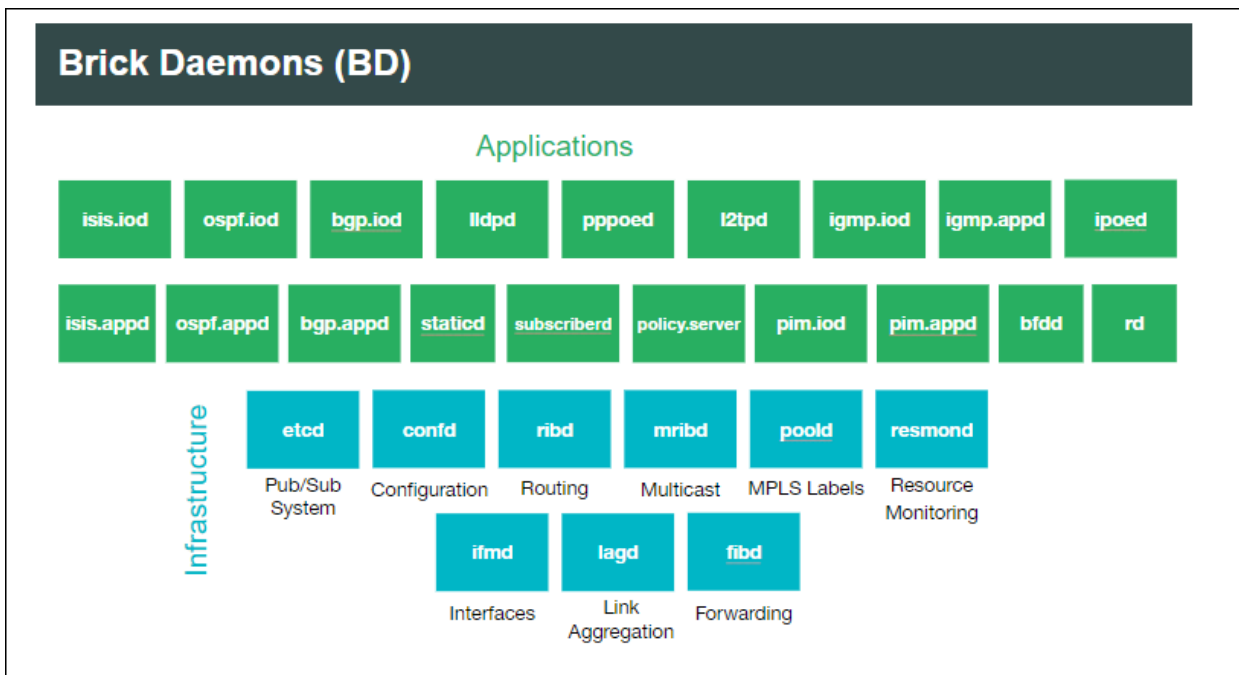 Brick Daemons (BD)
Applications
isis.iod ospf.iod bgp.iod lldpd pppoed l2tpd igmp.iod igmp.appd ipoed
isis.appd ospf.appd bgp.appd staticd subscriberd policy.server pim.iod pim.appd bfdd rd
Infrastructure
etcd confd ribd mribd poold resmond
Pub/Sub System Configuration Routing Multicast MPLS Labels Resource Monitoring
ifmd lagd fibd
Interfaces Link Aggregation Forwarding